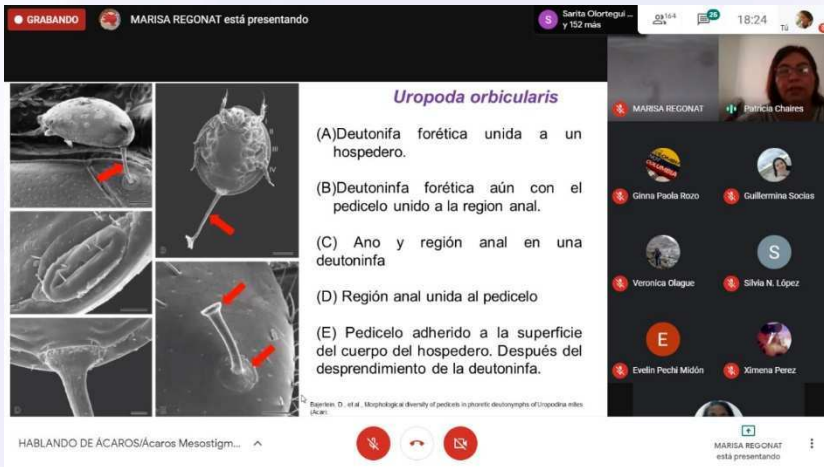 GRABANDO
MARISA REGONAT está presentando
S
Sarita Olortegui ...
y 152 más
164
26
18:24
Tú
Uropoda orbicularis
(A)Deutonifa forética unida a un
hospedero.
(B)Deutoninfa forética aún con el
pedicelo unido a la region anal.
(C) Ano y región anal en una
deutoninfa
(D) Región anal unida al pedicelo
(E) Pedicelo adherido a la superficie
del cuerpo del hospedero. Después del
desprendimiento de la deutoninfa.
Bajerlein, D., et al., Morphological diversity of pedicels in phoretic deutonymphs of Uropodina mites
(Acari:
MARISA REGONAT
Patricia Chaires
Ginna Paola Rozo
Guillermina Socias
Veronica Olague
S
Silvia N. López
E
Evelin Pechi Midón
Ximena Perez
HABLANDO DE ÁCAROS/Ácaros Mesostigm...
MARISA REGONAT
está presentando